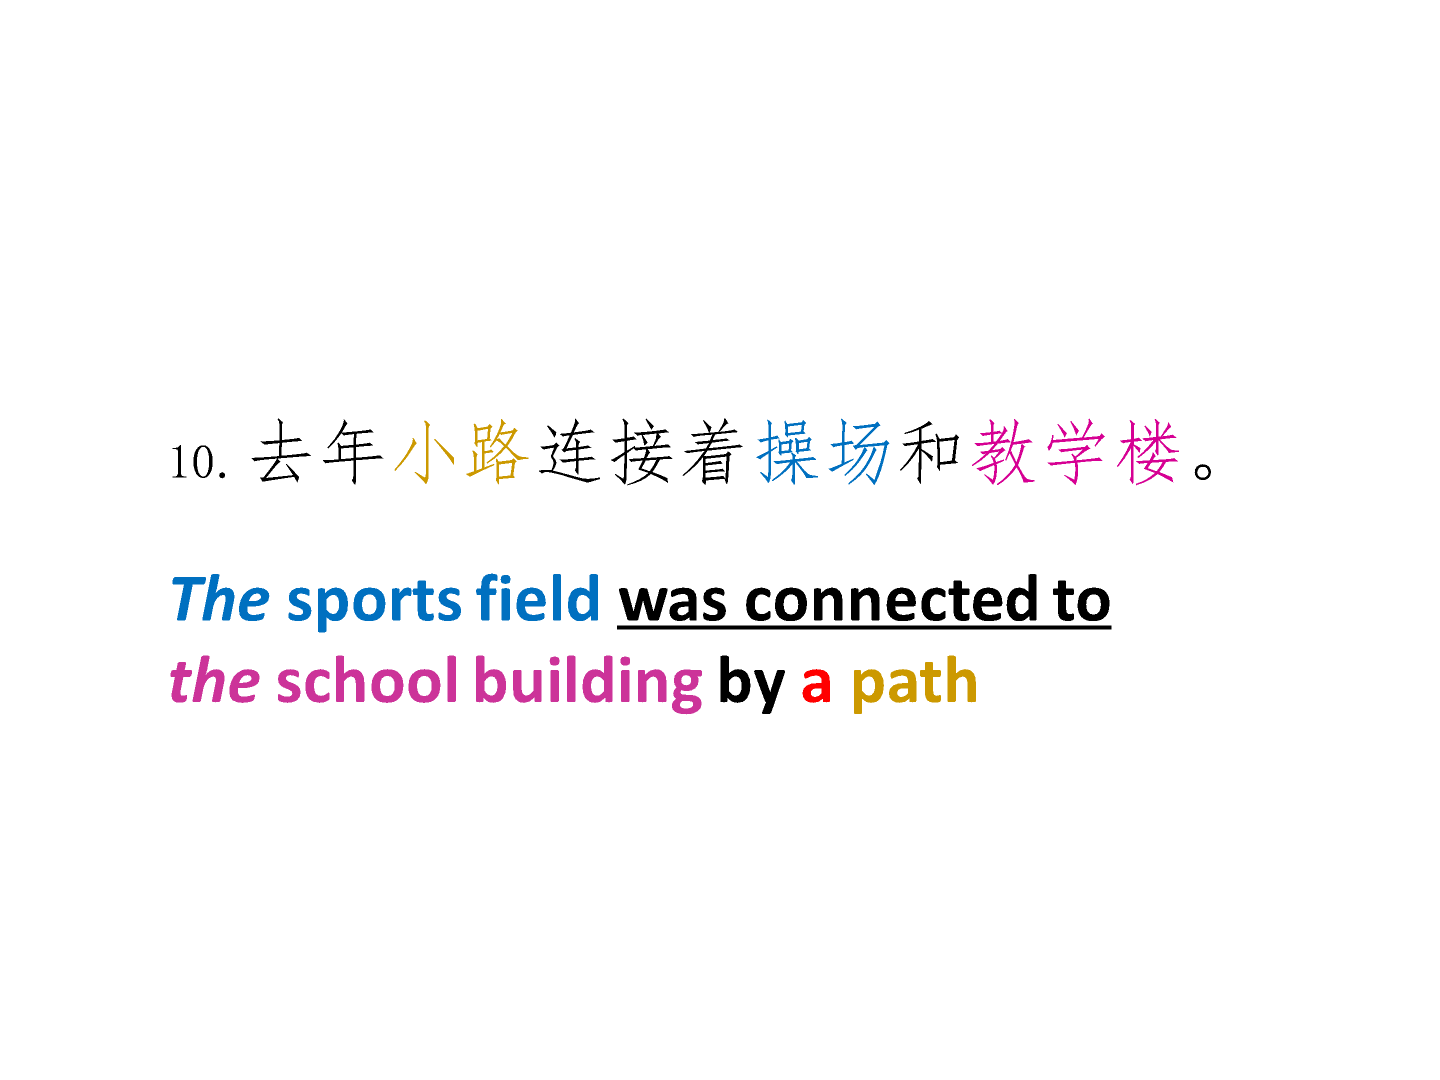 10. 去年小路连接着操场和教学楼。
The sports field was connected to
the school building by a path